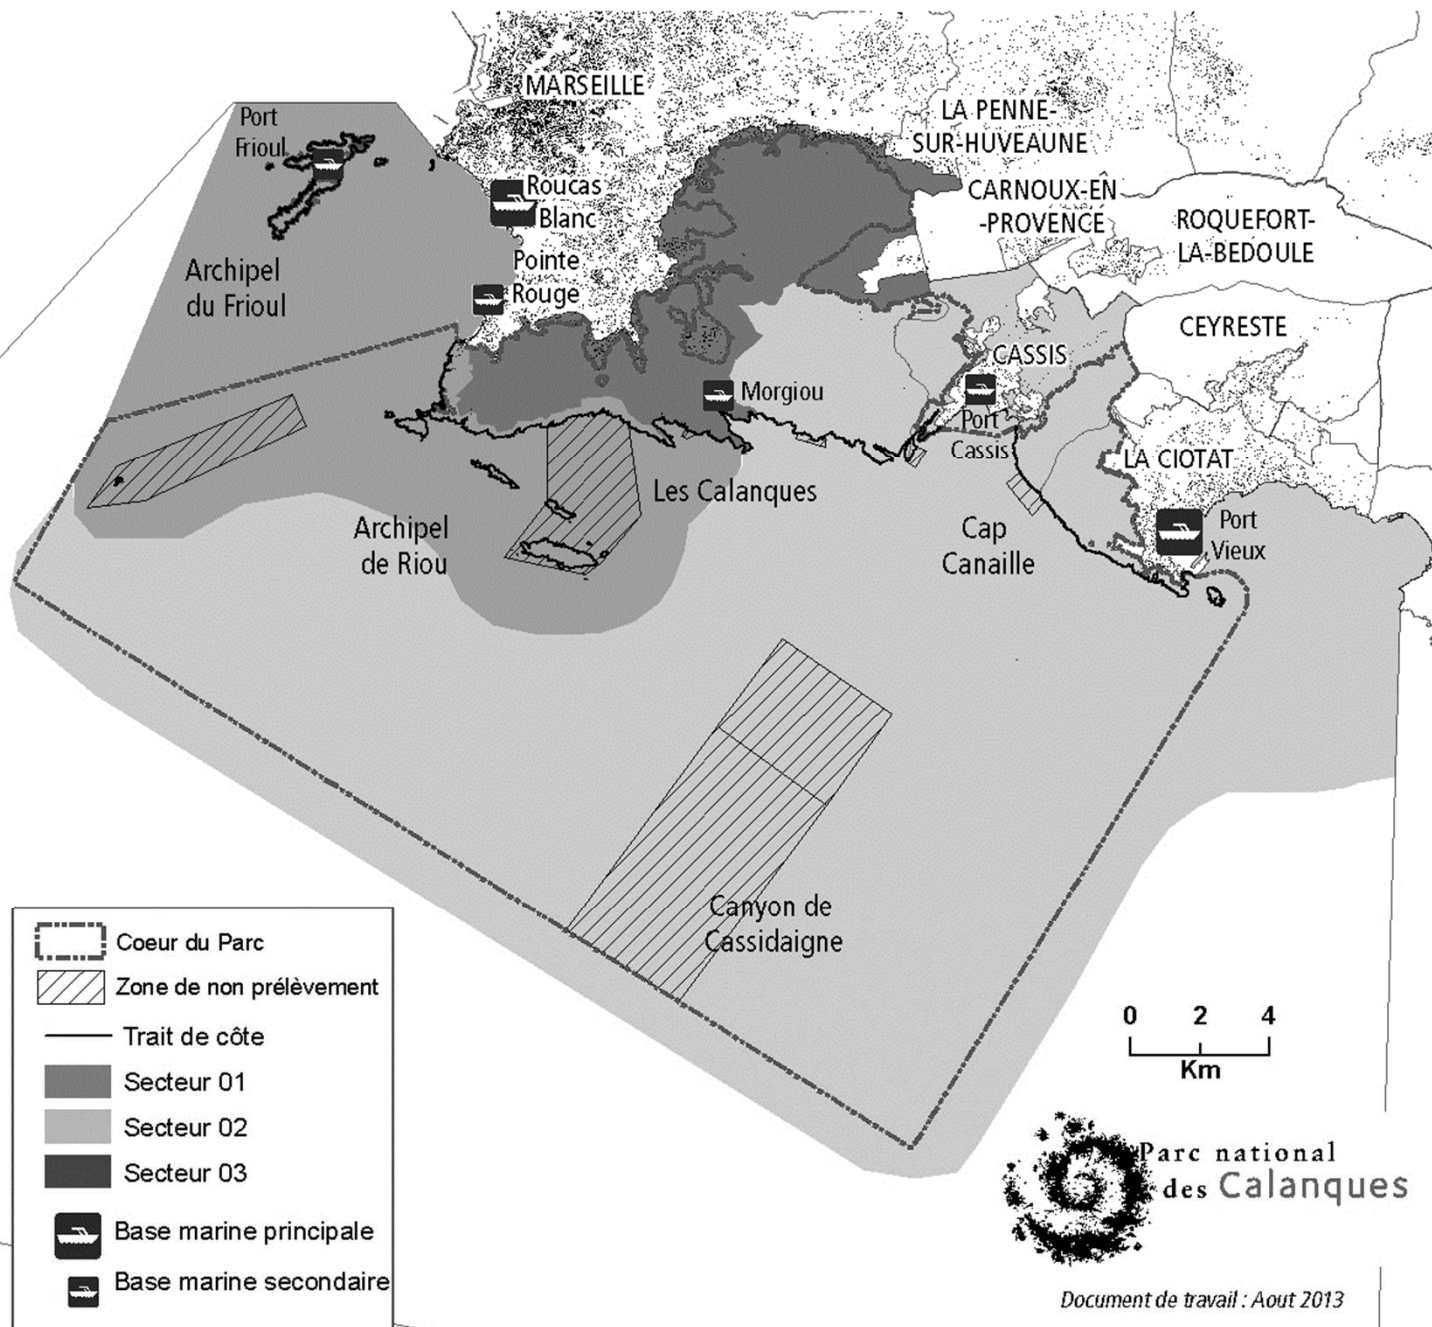 MARSEILLE
Port
Frioul
LA PENNE-
SUR-HUVEAUNE
Roucas
Blanc
CARNOUX-EN
-PROVENCE
ROQUEFORT-
LA-BEDOULE
Archipel
du Frioul
Pointe
Rouge
CEYRESTE
CASSIS
Morgiou
Port
Cassis
LA CIOTAT
Les Calanques
Archipel
de Riou
Cap
Canaille
Port
Vieux
Canyon de
Cassidaigne
Coeur du Parc
Zone de non prélèvement
Trait de côte
Secteur 01
Secteur 02
Secteur 03
Base marine principale
Base marine secondaire
0 2 4
Km
Parc national
des Calanques
Document de travail : Aout 2013